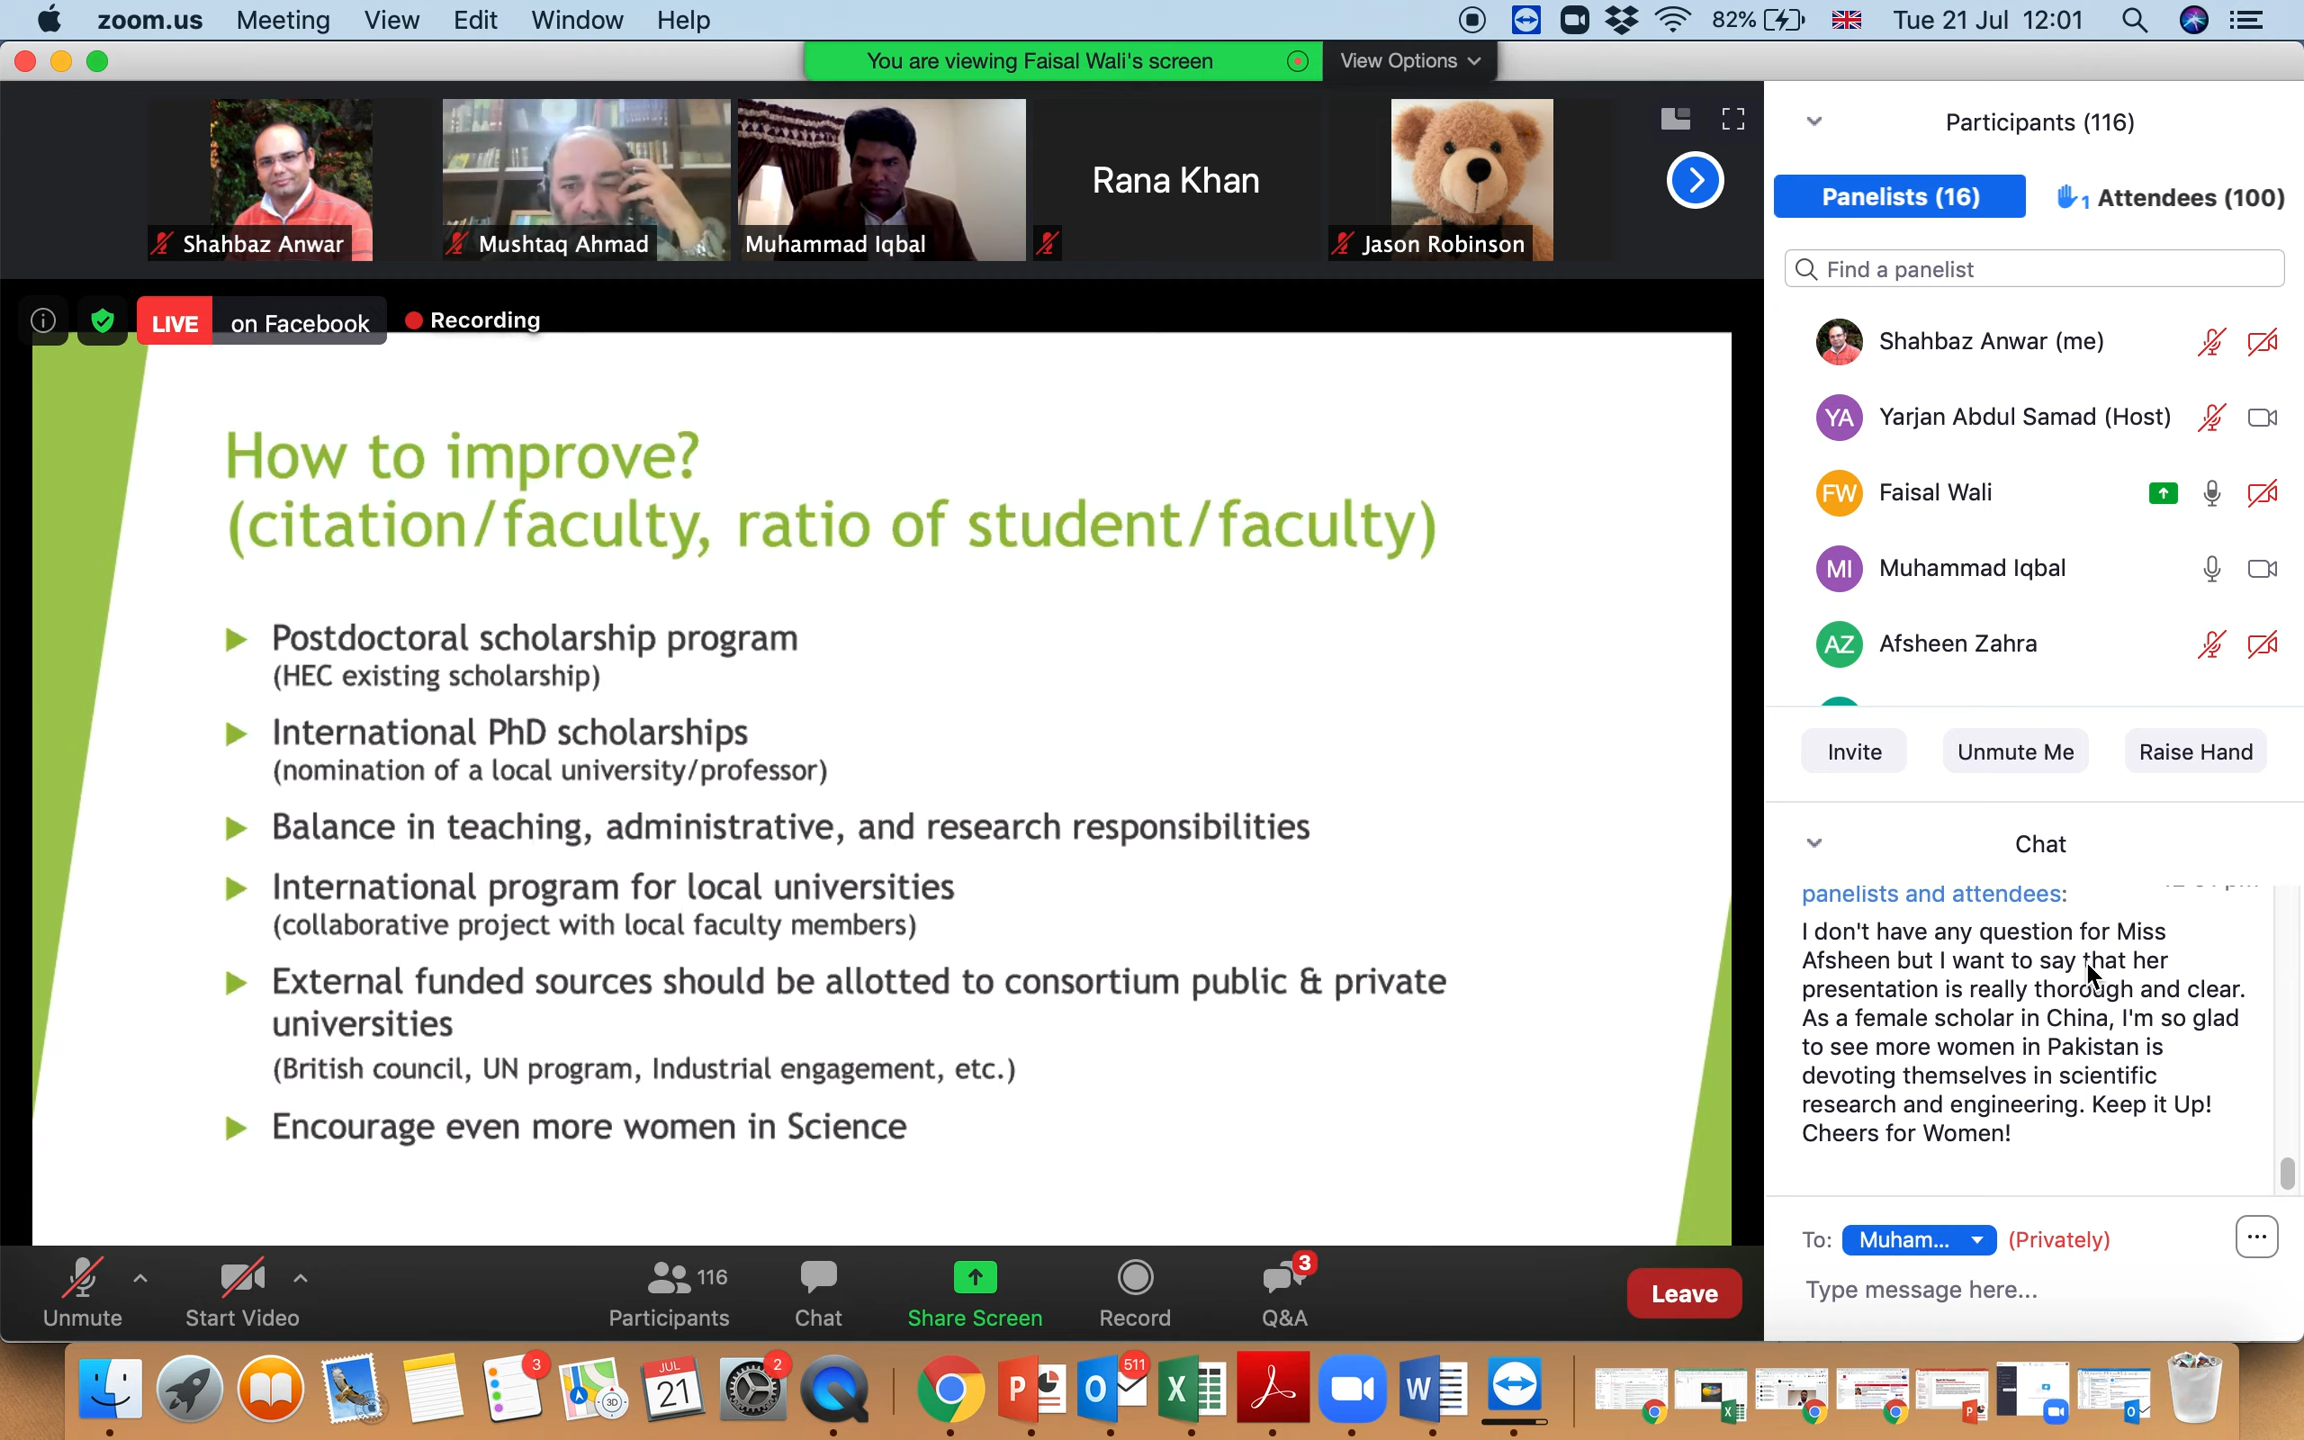 zoom.us Meeting View Edit Window Help
82% Tue 21 Jul 12:01
You are viewing Faisal Wali's screen View Options
Shahbaz Anwar
Mushtaq Ahmad
Muhammad Iqbal
Rana Khan
Jason Robinson
LIVE on Facebook Recording
How to improve?
(citation/faculty, ratio of student/faculty)
Postdoctoral scholarship program
(HEC existing scholarship)
International PhD scholarships
(nomination of a local university/professor)
Balance in teaching, administrative, and research responsibilities
International program for local universities
(collaborative project with local faculty members)
External funded sources should be allotted to consortium public & private
universities
(British council, UN program, Industrial engagement, etc.)
Encourage even more women in Science
Participants (116)
Panelists (16)
1 Attendees (100)
Find a panelist
Shahbaz Anwar (me)
YA Yarjan Abdul Samad (Host)
FW Faisal Wali
MI Muhammad Iqbal
AZ Afsheen Zahra
Invite
Unmute Me
Raise Hand
Chat
panelists and attendees:
I don't have any question for Miss
Afsheen but I want to say that her
presentation is really thorough and clear.
As a female scholar in China, I'm so glad
to see more women in Pakistan is
devoting themselves in scientific
research and engineering. Keep it Up!
Cheers for Women!
To: Muham... (Privately)
...
Type message here...
Unmute
Start Video
116
Participants
Chat
Share Screen
Record
3
Q&A
Leave
3
3D
JUL
21
2
P
O
511
X
W